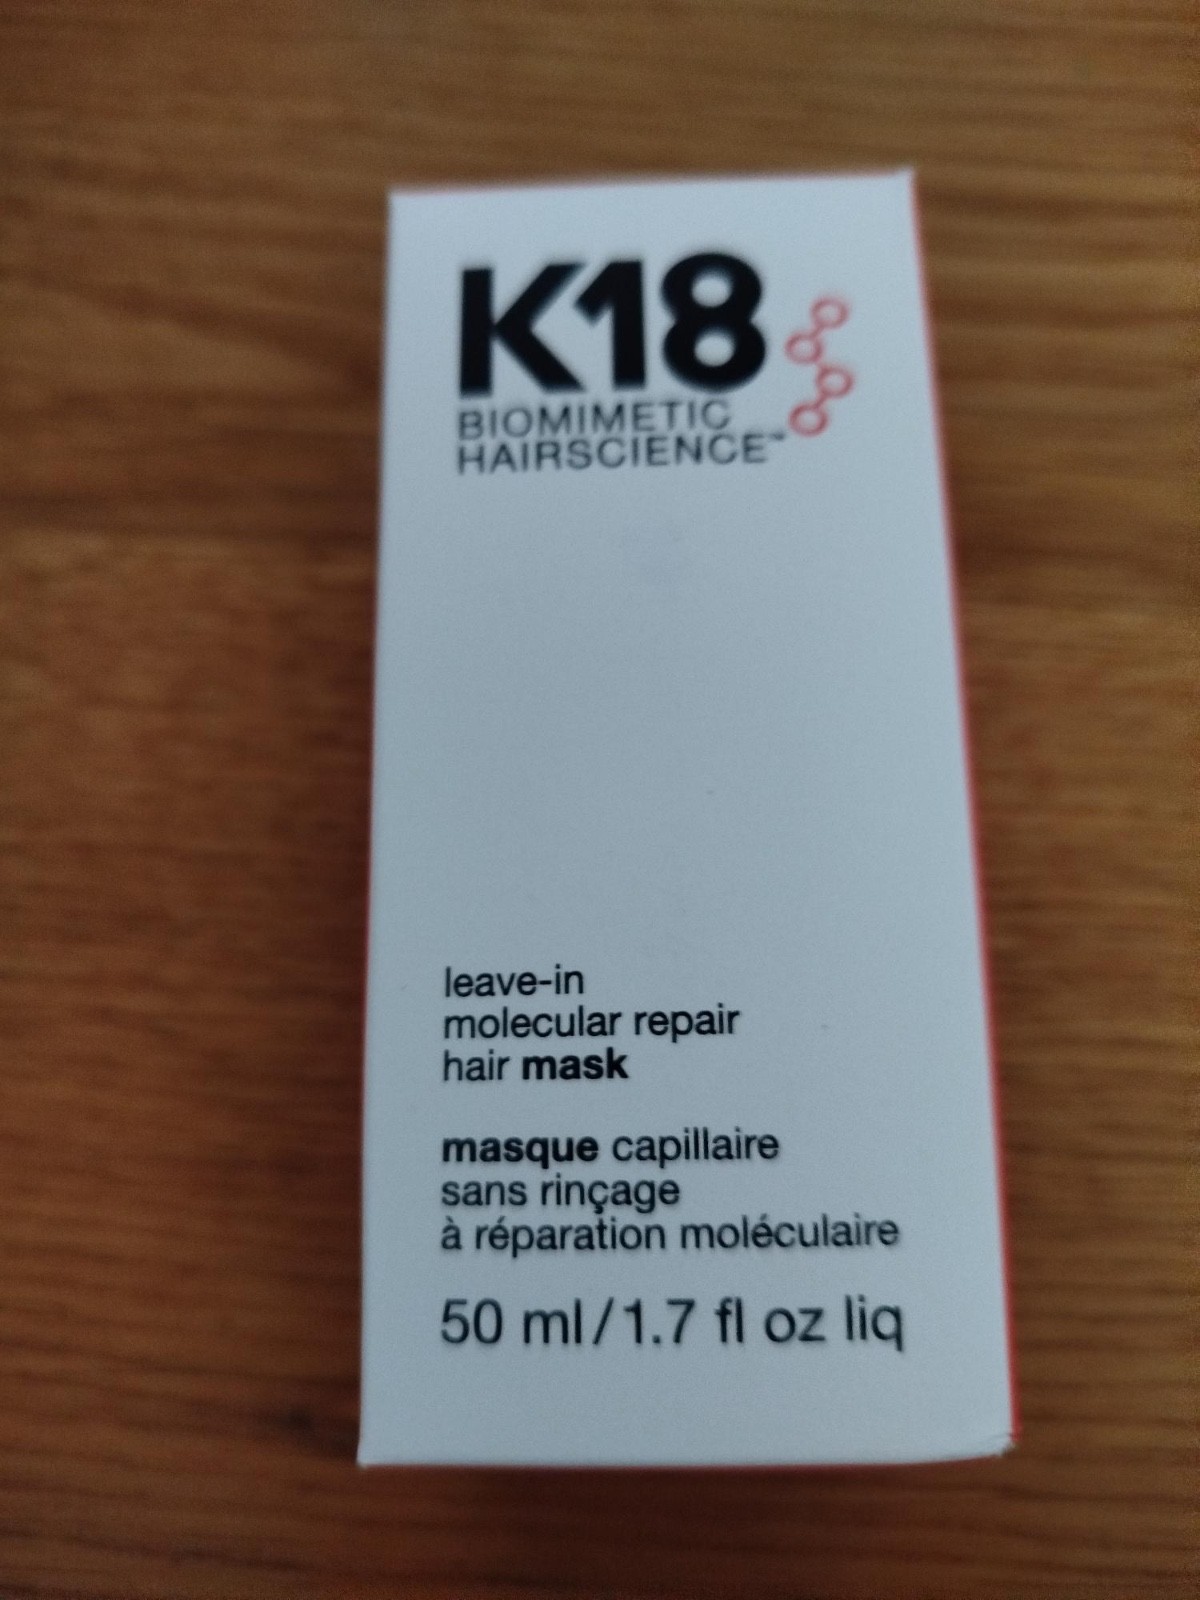 K18
BIOMIMETIC
HAIRSCIENCE™
leave-in
molecular repair
hair mask
masque capillaire
sans rinçage
à réparation moléculaire
50 ml/1.7 fl oz liq